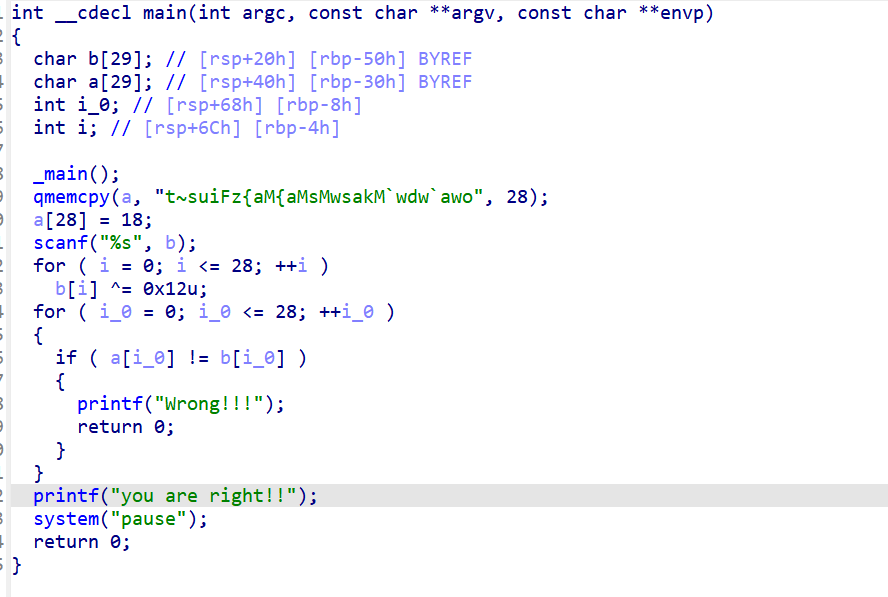 int __cdecl main(int argc, const char **argv, const char **envp)
{
  char b[29]; // [rsp+20h] [rbp-50h] BYREF
  char a[29]; // [rsp+40h] [rbp-30h] BYREF
  int i_0; // [rsp+68h] [rbp-8h]
  int i; // [rsp+6Ch] [rbp-4h]

  _main();
  qmemcpy(a, "t~suiFz{aM{aMsMwsakM`wdw`awo", 28);
  a[28] = 18;
  scanf("%s", b);
  for ( i = 0; i <= 28; ++i )
    b[i] ^= 0x12u;
  for ( i_0 = 0; i_0 <= 28; ++i_0 )
  {
    if ( a[i_0] != b[i_0] )
    {
      printf("Wrong!!!");
      return 0;
    }
  }
  printf("you are right!!");
  system("pause");
  return 0;
}